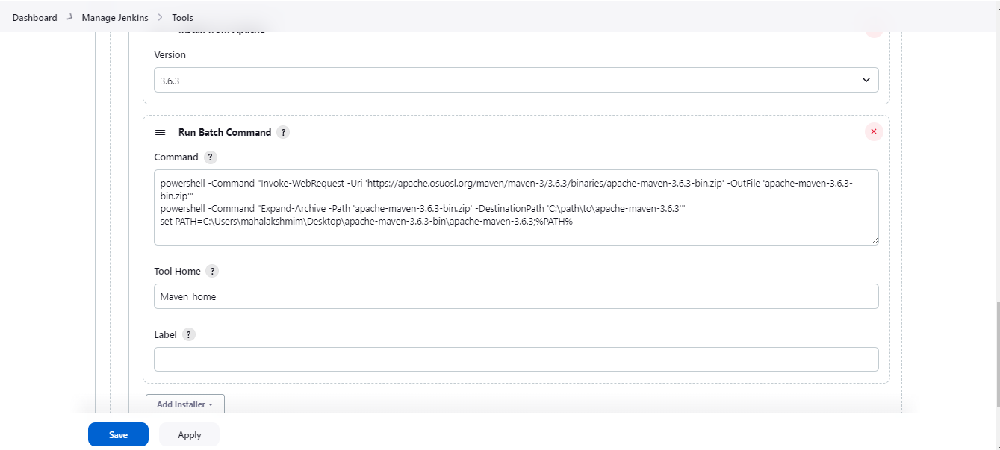 Dashboard
Manage Jenkins
Tools
Install from Apache
Version
3.6.3
Run Batch Command ?
Command ?
powershell -Command "Invoke-WebRequest -Uri 'https://apache.osuosl.org/maven/maven-3/3.6.3/binaries/apache-maven-3.6.3-bin.zip' -OutFile 'apache-maven-3.6.3-
bin.zip'"
powershell -Command "Expand-Archive -Path 'apache-maven-3.6.3-bin.zip' -DestinationPath 'C:\path\to\apache-maven-3.6.3'"
set PATH=C:\Users\mahalakshmim\Desktop\apache-maven-3.6.3-bin\apache-maven-3.6.3;%PATH%
Tool Home ?
Maven_home
Label ?
Add Installer
Save
Apply